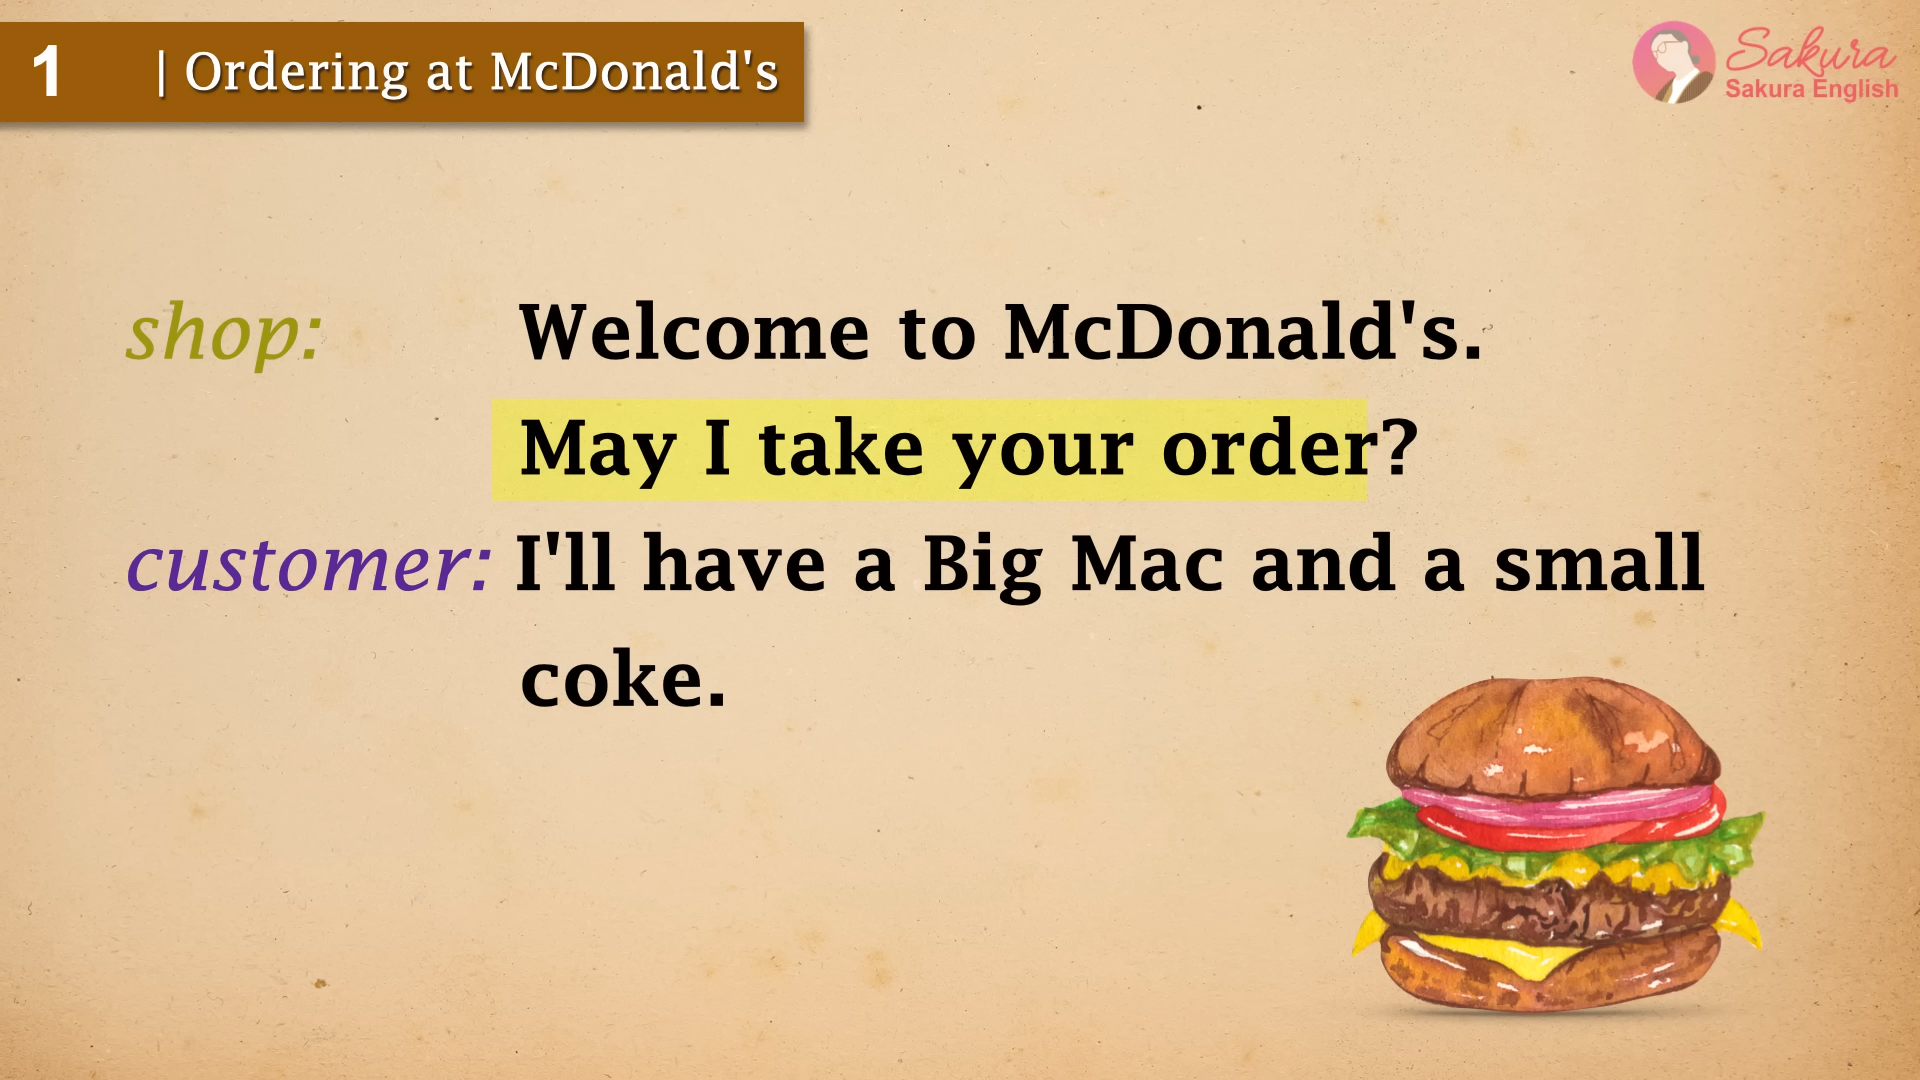 1 | Ordering at McDonald's
Sakura
Sakura English
shop: Welcome to McDonald's.
May I take your order?
customer: I'll have a Big Mac and a small
coke.